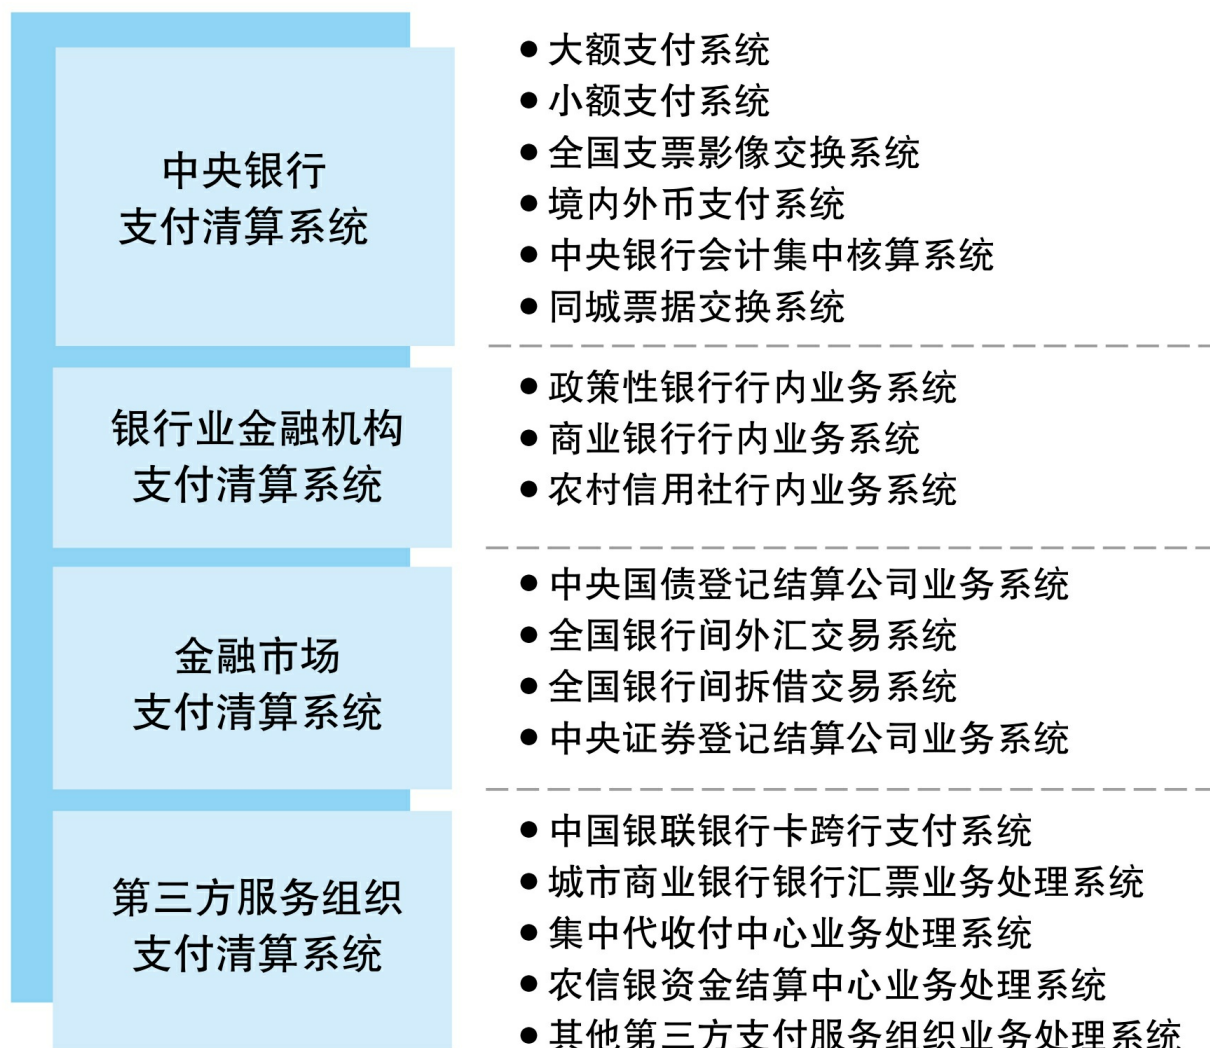 中央银行
支付清算系统
● 大额支付系统
● 小额支付系统
● 全国支票影像交换系统
● 境内外币支付系统
● 中央银行会计集中核算系统
● 同城票据交换系统
银行业金融机构
支付清算系统
● 政策性银行行内业务系统
● 商业银行行内业务系统
● 农村信用社行内业务系统
金融市场
支付清算系统
● 中央国债登记结算公司业务系统
● 全国银行间外汇交易系统
● 全国银行间拆借交易系统
● 中央证券登记结算公司业务系统
第三方服务组织
支付清算系统
● 中国银联银行卡跨行支付系统
● 城市商业银行银行汇票业务处理系统
● 集中代收付中心业务处理系统
● 农信银资金结算中心业务处理系统
● 其他第三方支付服务组织业务处理系统